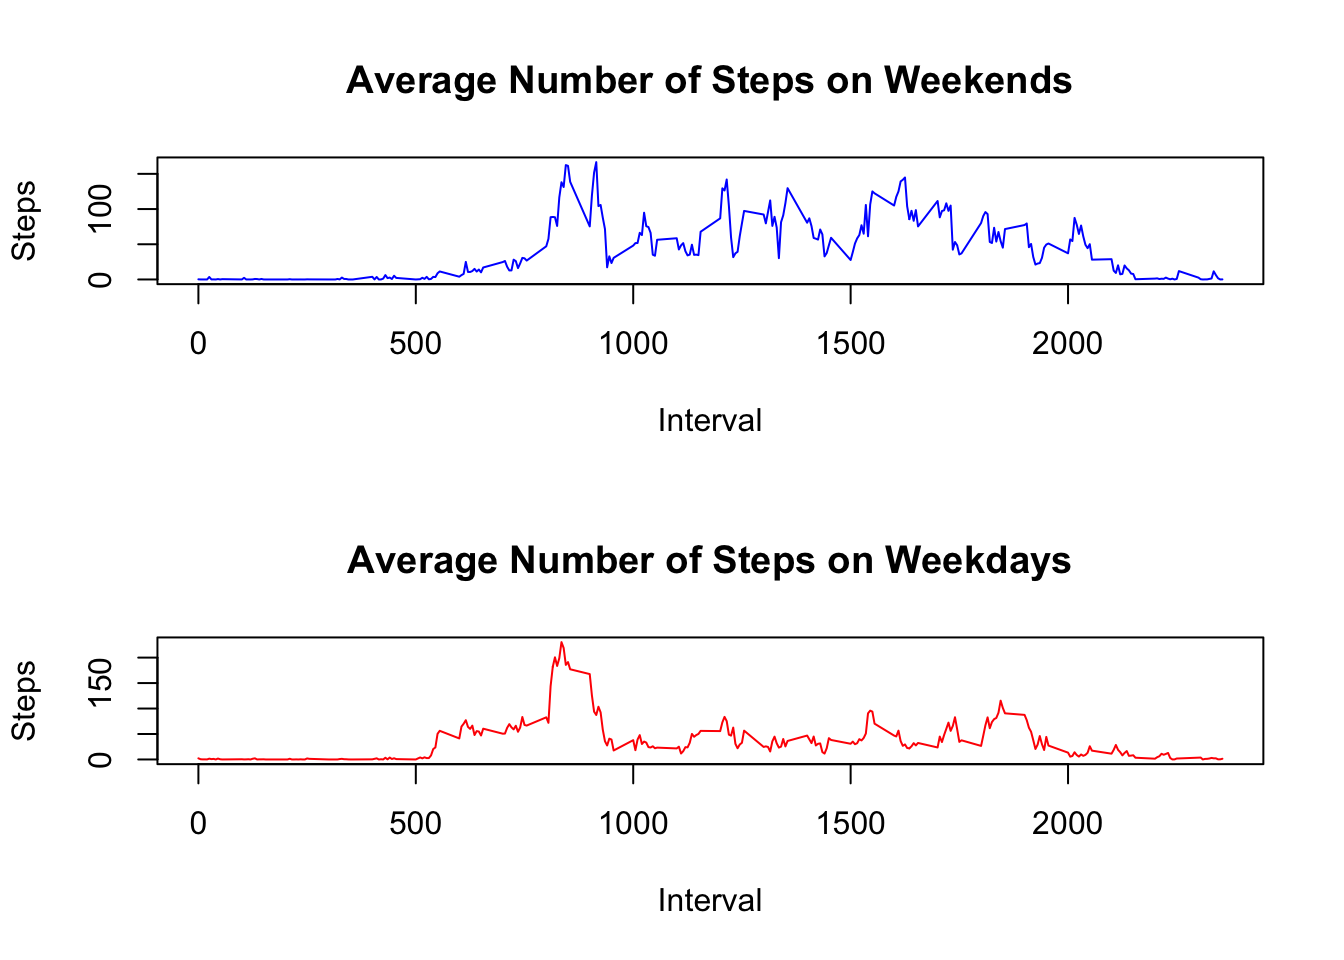 Average Number of Steps on Weekends
Steps
0 100
0 500 1000 1500 2000
Interval
Average Number of Steps on Weekdays
Steps
0 150
0 500 1000 1500 2000
Interval